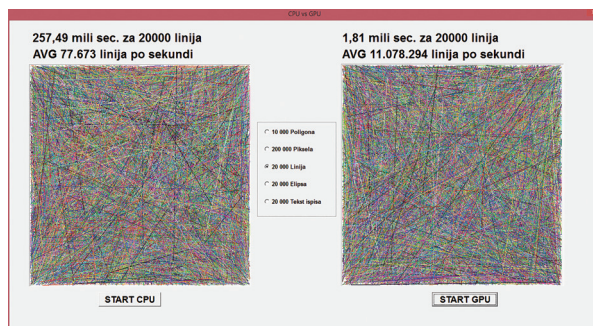 CPU vs GPU
257,49 mili sec. za 20000 linija
AVG 77.673 linija po sekundi
1,81 mili sec. za 20000 linija
AVG 11.078.294 linija po sekundi
10 000 Poligona
200 000 Piksela
20 000 Linija
20 000 Elipsa
20 000 Tekst ispisa
START CPU
START GPU